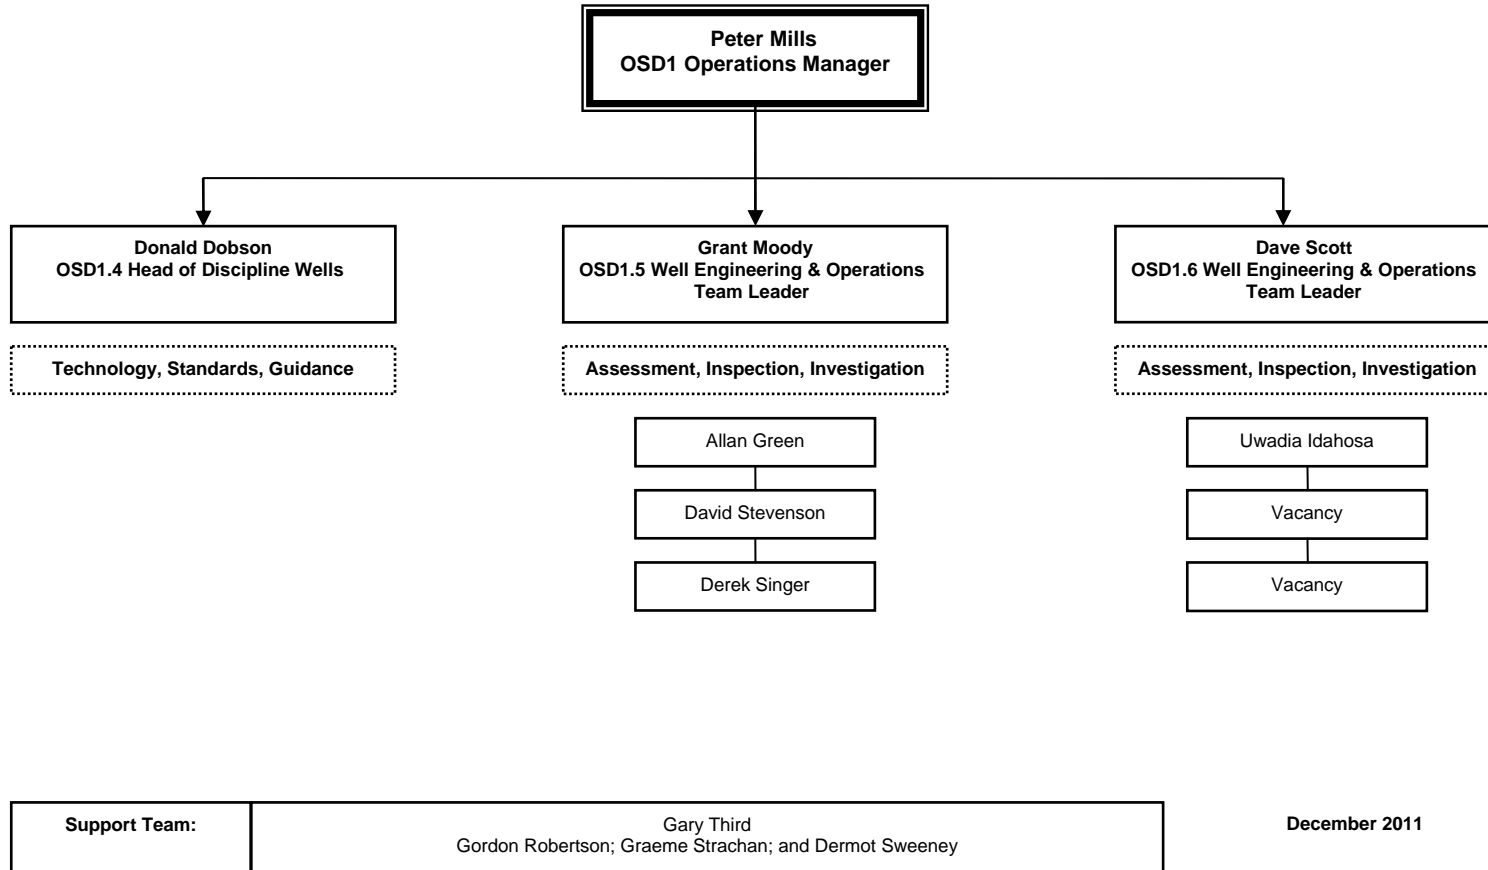 Peter Mills
OSD1 Operations Manager
Donald Dobson
OSD1.4 Head of Discipline Wells
Grant Moody
OSD1.5 Well Engineering & Operations
Team Leader
Dave Scott
OSD1.6 Well Engineering & Operations
Team Leader
Technology, Standards, Guidance
Assessment, Inspection, Investigation
Assessment, Inspection, Investigation
Allan Green
David Stevenson
Derek Singer
Uwadia Idahosa
Vacancy
Vacancy
Support Team:
Gary Third
Gordon Robertson; Graeme Strachan; and Dermot Sweeney
December 2011